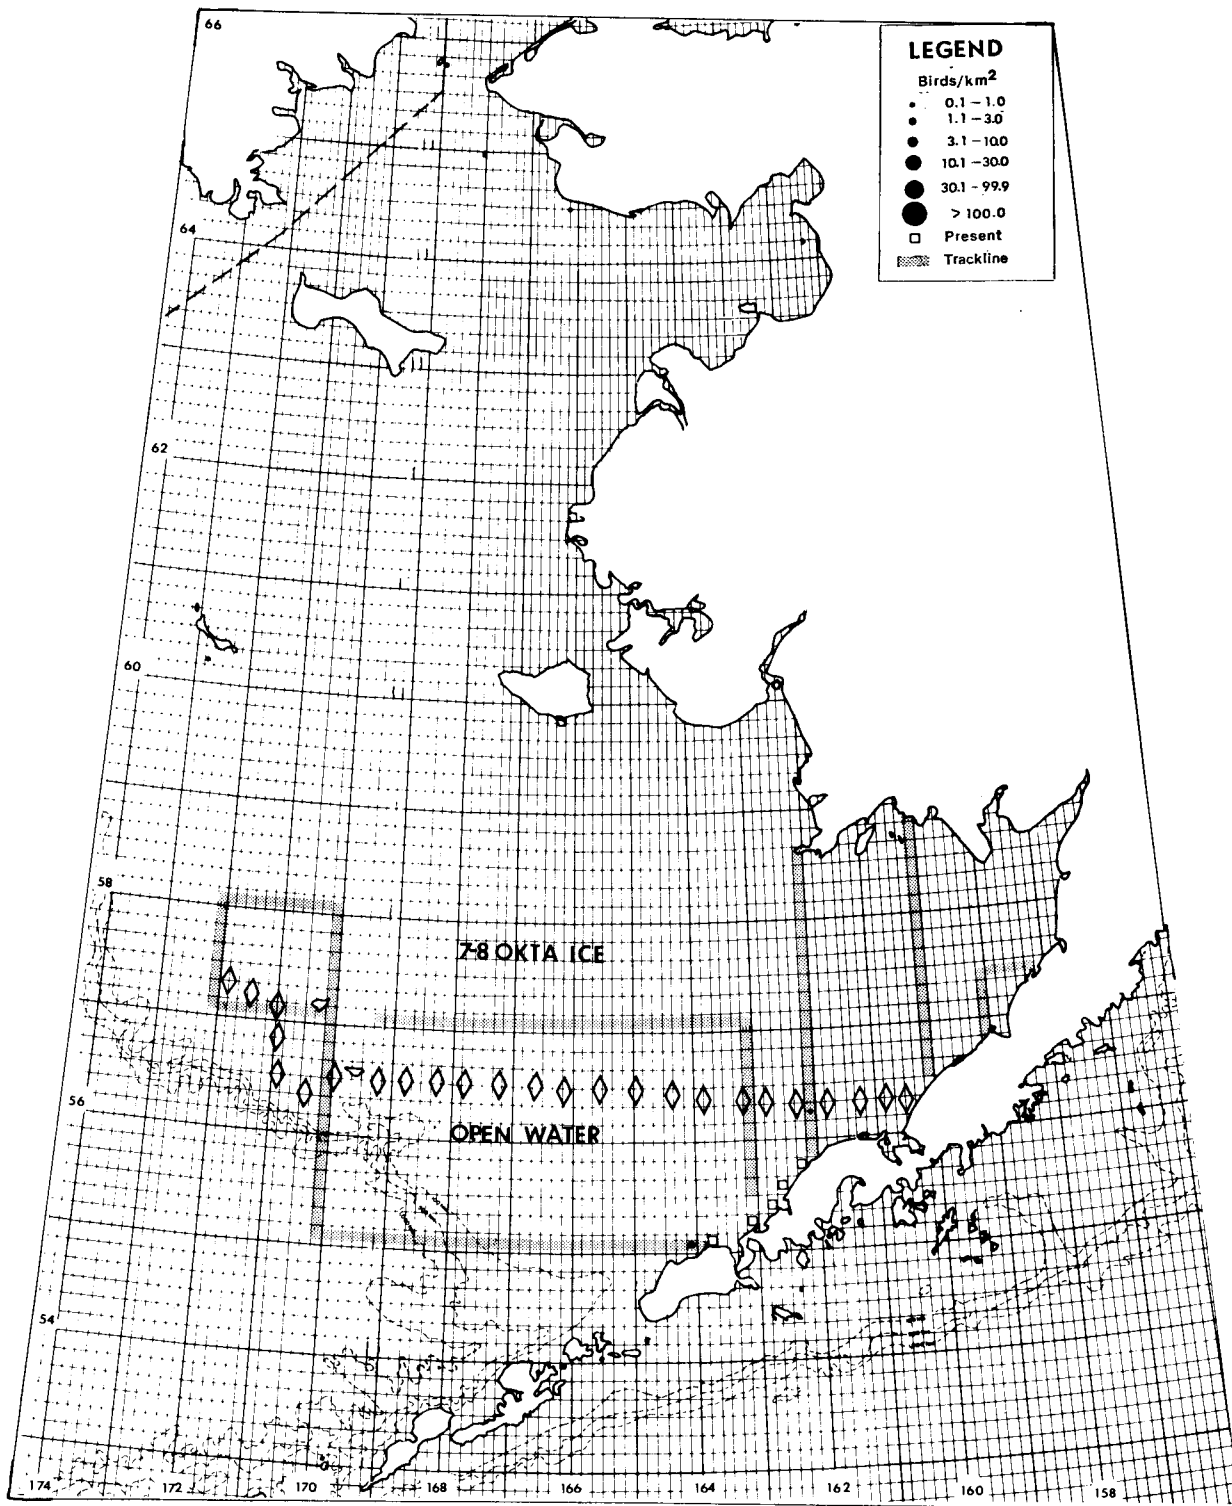 66
LEGEND
Birds/km²
0.1 – 1.0
1.1 – 3.0
3.1 – 10.0
10.1 – 30.0
30.1 – 99.9
> 100.0
Present
Trackline
64
62
60
58
7-8 OKTA ICE
56
OPEN WATER
54
174 172 170 168 166 164 162 160 158